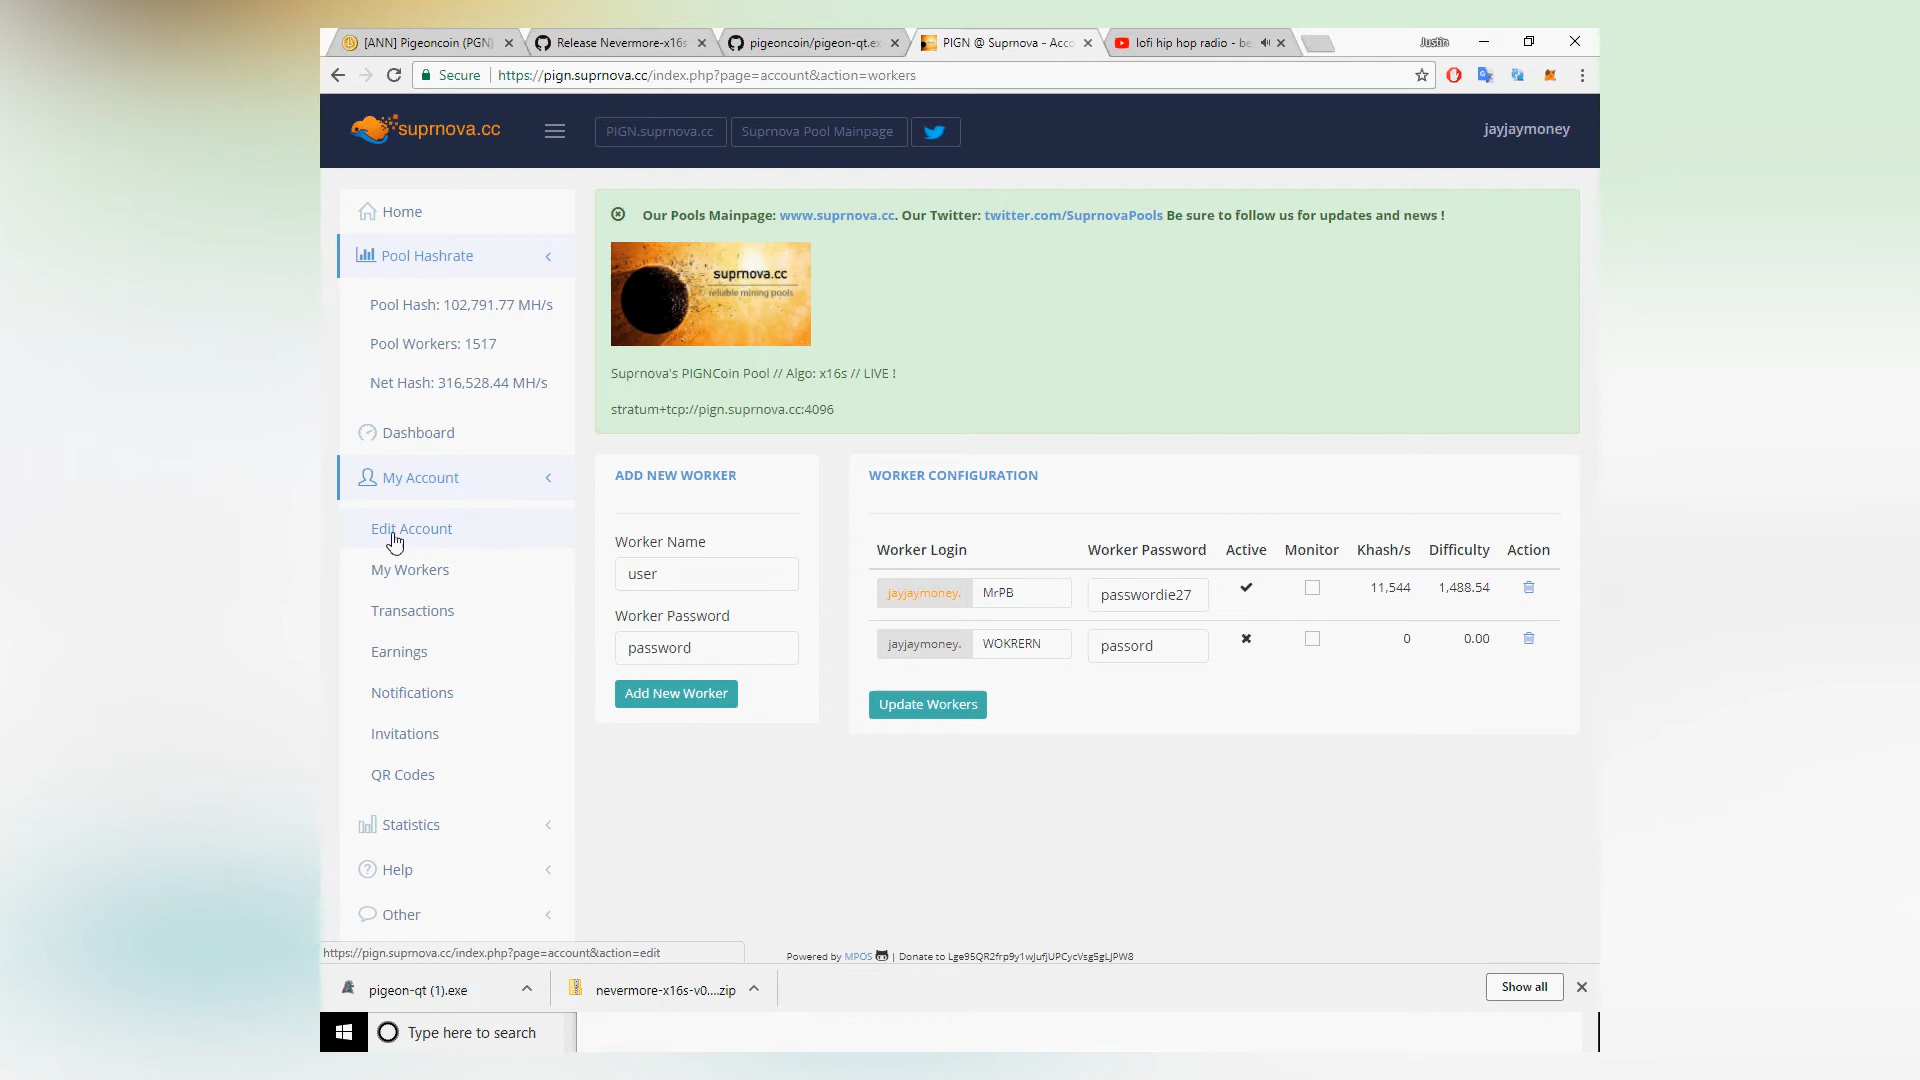 [ANN] Pigeoncoin (PGN)
Release Nevermore-x16s
pigeoncoin/pigeon-qt.ex
PIGN @ Suprnova - Acco
lofi hip hop radio - be
Justin
Secure
https://pign.suprnova.cc/index.php?page=account&action=workers
suprnova.cc
PIGN.suprnova.cc
Suprnova Pool Mainpage
jayjaymoney
Home
Pool Hashrate
Pool Hash: 102,791.77 MH/s
Pool Workers: 1517
Net Hash: 316,528.44 MH/s
Dashboard
My Account
Edit Account
My Workers
Transactions
Earnings
Notifications
Invitations
QR Codes
Statistics
Help
Other
Our Pools Mainpage: www.suprnova.cc. Our Twitter: twitter.com/SuprnovaPools Be sure to follow us for updates and news !
suprnova.cc
reliable mining pools
Suprnova's PIGNCoin Pool // Algo: x16s // LIVE !
stratum+tcp://pign.suprnova.cc:4096
ADD NEW WORKER
Worker Name
user
Worker Password
password
Add New Worker
WORKER CONFIGURATION
Worker Login Worker Password Active Monitor Khash/s Difficulty Action
jayjaymoney. MrPB passwordie27 11,544 1,488.54
jayjaymoney. WOKRERN passord 0 0.00
Update Workers
https://pign.suprnova.cc/index.php?page=account&action=edit
Powered by MPOS | Donate to Lge95QR2frp9y1wJufjUPCycVsg5gLJPW8
pigeon-qt (1).exe
nevermore-x16s-v0....zip
Show all
Type here to search